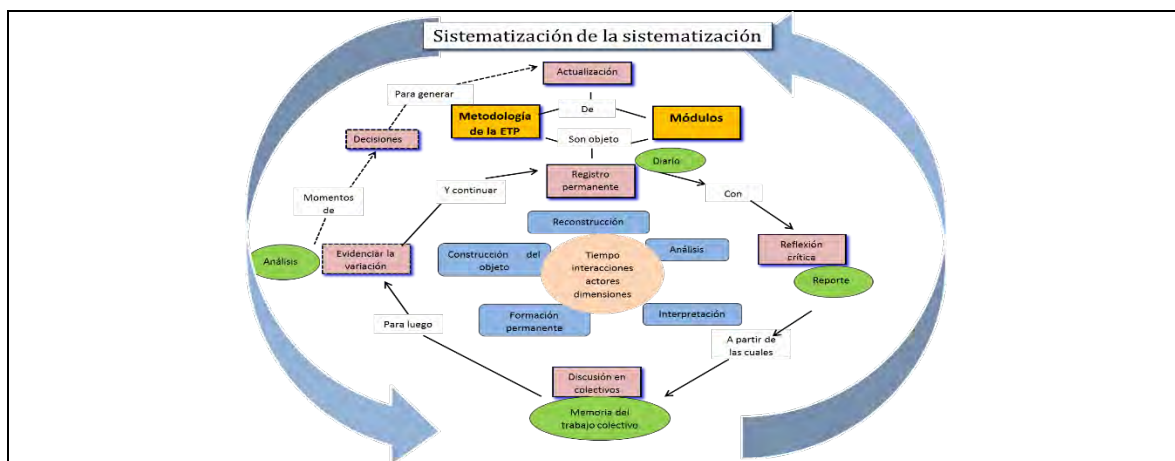 Sistematización de la sistematización
Actualización
Para generar
De
Metodología
de la ETP
Módulos
Decisiones
Son objeto
Diario
Registro
permanente
Y continuar
Con
Momentos
de
Reconstrucción
Análisis
Evidenciar la
variación
Construcción del
objeto
Tiempo
interacciones
actores
dimensiones
Análisis
Reflexión
crítica
Reporte
Formación
permanente
Interpretación
Para luego
A partir de
las cuales
Discusión en
colectivos
Memoria del
trabajo colectivo